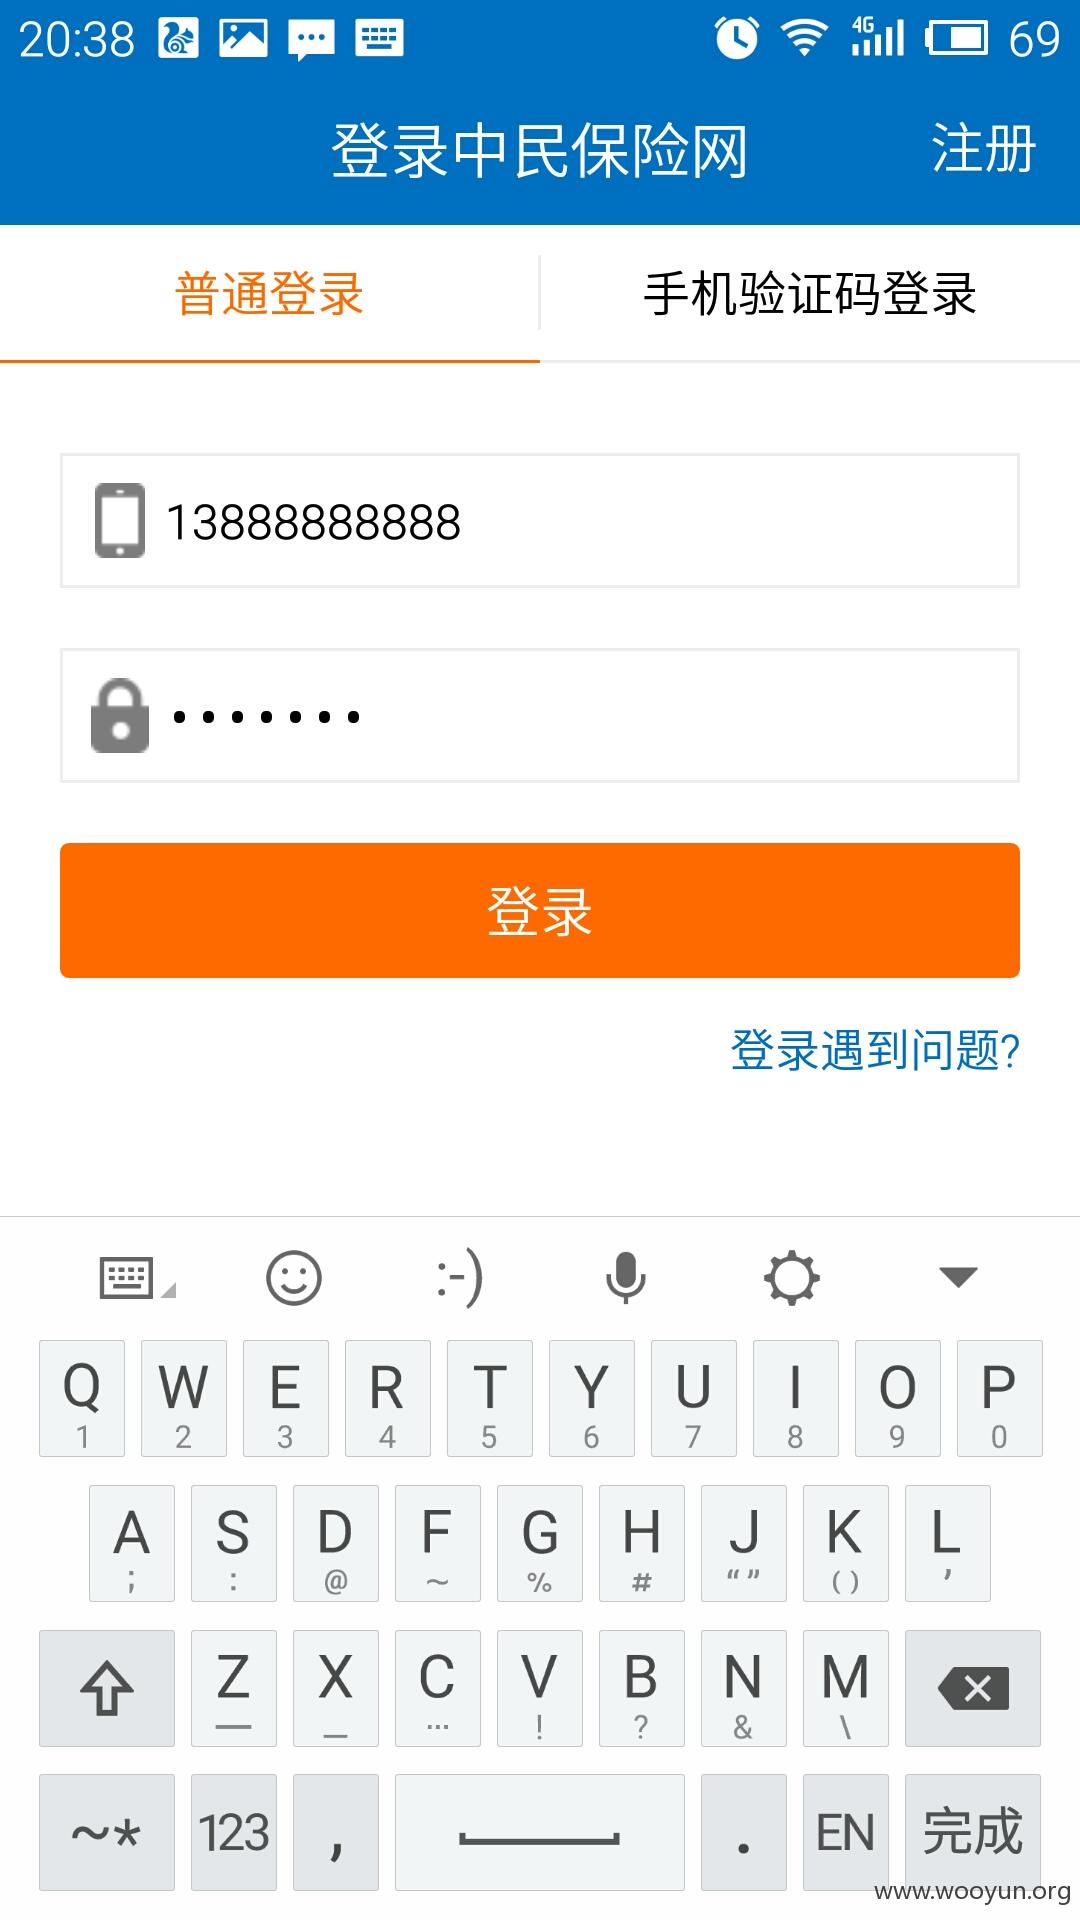 20:38 4G 69
登录中民保险网 注册
普通登录 手机验证码登录
13888888888
•••••••
登录
登录遇到问题?
:-)
Q W E R T Y U I O P
1 2 3 4 5 6 7 8 9 0
A S D F G H J K L
; : @ ~ % # “” () ’
Z X C V B N M
— _ … ! ? & \
~* 123 , . EN 完成
www.wooyun.org